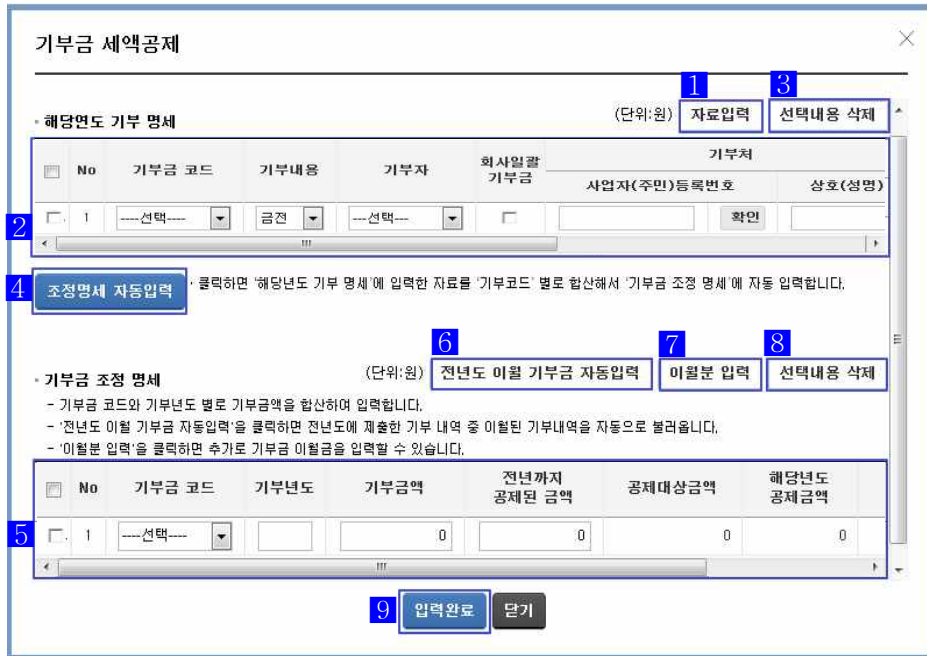 기부금 세액공제
1 3
· 해당연도 기부 명세 (단위:원) 자료입력 선택내용 삭제
No 기부금 코드 기부내용 기부자 회사일괄 기부금 기부처
사업자(주민)등록번호 상호(성명)
2 1 ----선택---- 금전 ---선택--- 확인
4 조정명세 자동입력 · 클릭하면 '해당년도 기부 명세'에 입력한 자료를 '기부코드' 별로 합산해서 '기부금 조정 명세'에 자동 입력합니다.
6 7 8
· 기부금 조정 명세 (단위:원) 전년도 이월 기부금 자동입력 이월분 입력 선택내용 삭제
- 기부금 코드와 기부년도 별로 기부금액을 합산하여 입력합니다.
- '전년도 이월 기부금 자동입력'을 클릭하면 전년도에 제출한 기부 내역 중 이월된 기부내역을 자동으로 불러옵니다.
- '이월분 입력'을 클릭하면 추가로 기부금 이월금을 입력할 수 있습니다.
No 기부금 코드 기부년도 기부금액 전년까지 공제된 금액 공제대상금액 해당년도 공제금액
5 1 ----선택---- 0 0 0 0
9 입력완료 닫기